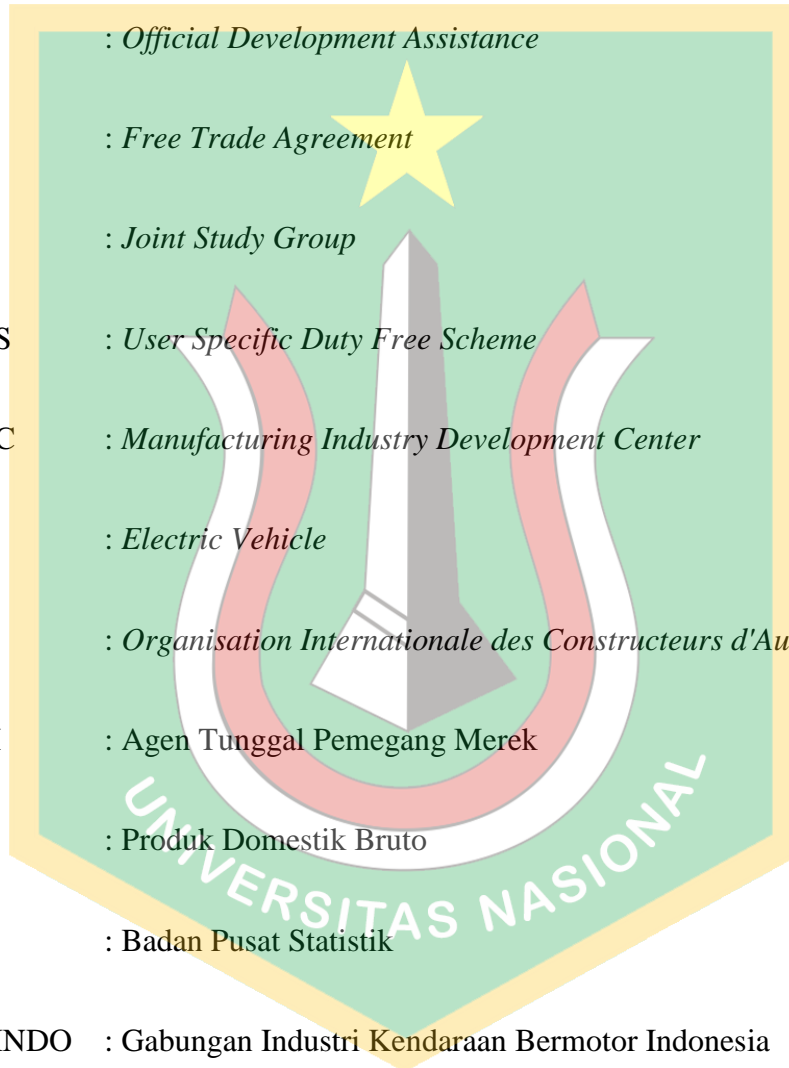 : Official Development Assistance
: Free Trade Agreement
: Joint Study Group
S : User Specific Duty Free Scheme
C : Manufacturing Industry Development Center
: Electric Vehicle
: Organisation Internationale des Constructeurs d'Au
: Agen Tunggal Pemegang Merek
: Produk Domestik Bruto
: Badan Pusat Statistik
INDO : Gabungan Industri Kendaraan Bermotor Indonesia
UNIVERSITAS NASIONAL